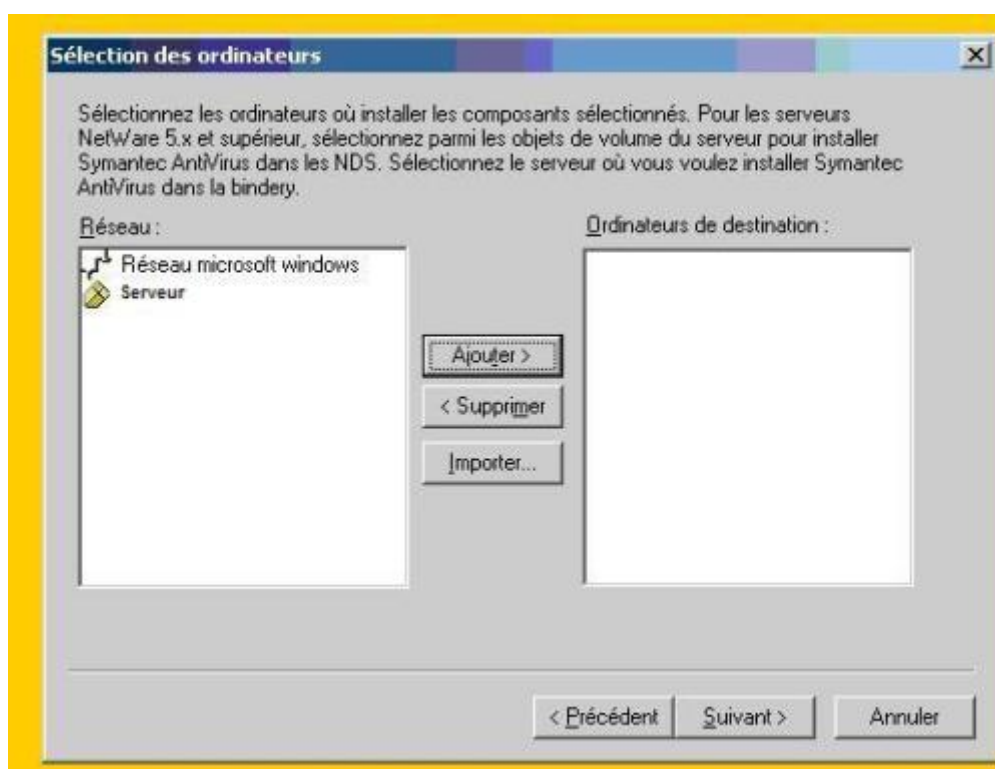 Sélection des ordinateurs
Sélectionnez les ordinateurs où installer les composants sélectionnés. Pour les serveurs
NetWare 5.x et supérieur, sélectionnez parmi les objets de volume du serveur pour installer
Symantec AntiVirus dans les NDS. Sélectionnez le serveur où vous voulez installer Symantec
AntiVirus dans la bindery.
Réseau :
Ordinateurs de destination :
Réseau microsoft windows
Serveur
Ajouter >
< Supprimer
Importer...
< Précédent
Suivant >
Annuler